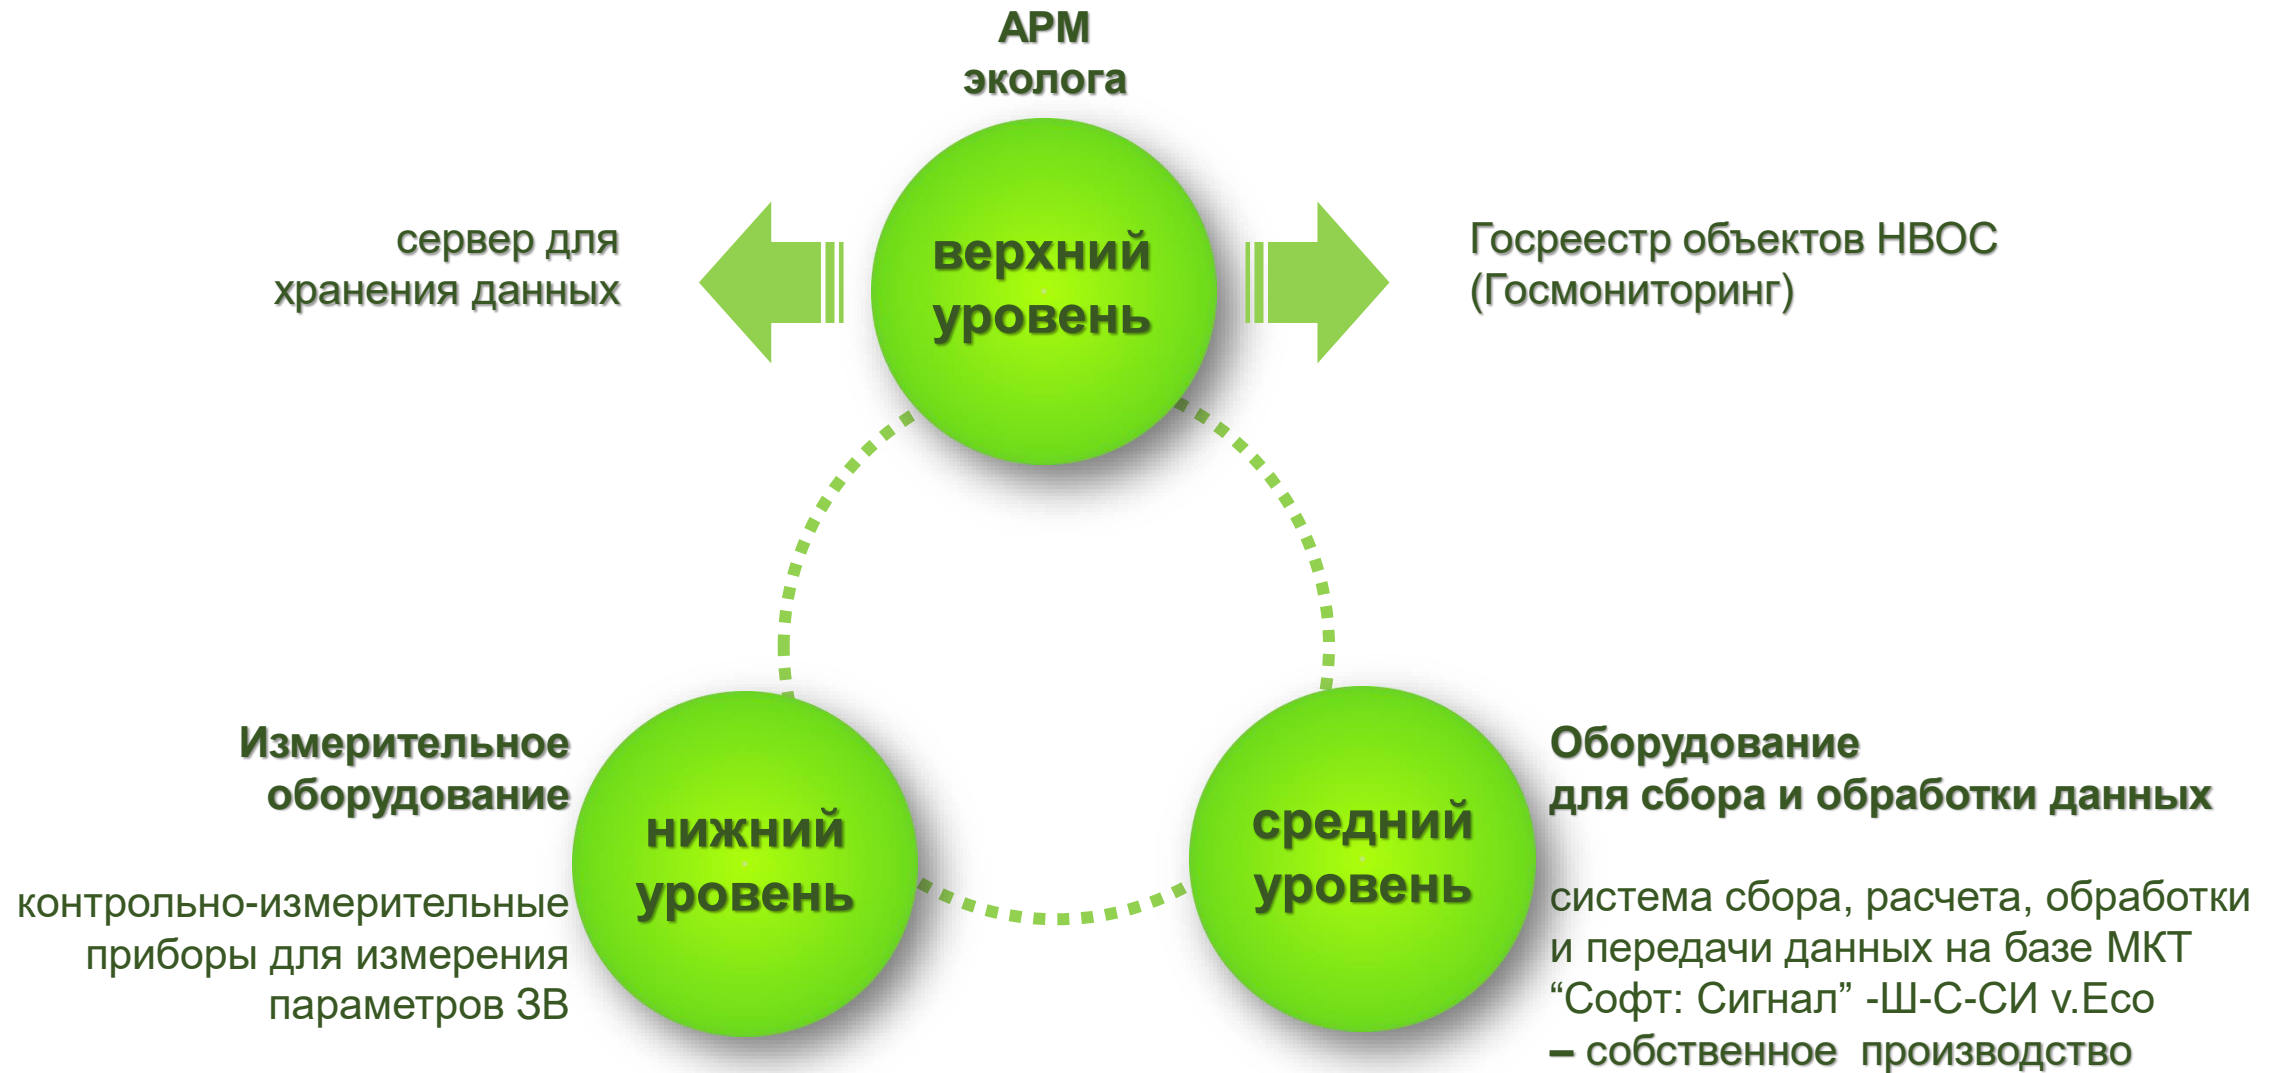 АРМ
эколога
верхний
уровень
сервер для
хранения данных
Госреестр объектов НВОС
(Госмониторинг)
Измерительное
оборудование
контрольно-измерительные
приборы для измерения
параметров ЗВ
нижний
уровень
средний
уровень
Оборудование
для сбора и обработки данных
система сбора, расчета, обработки
и передачи данных на базе МКТ
“Софт: Сигнал” -Ш-С-СИ v.Eco
– собственное производство